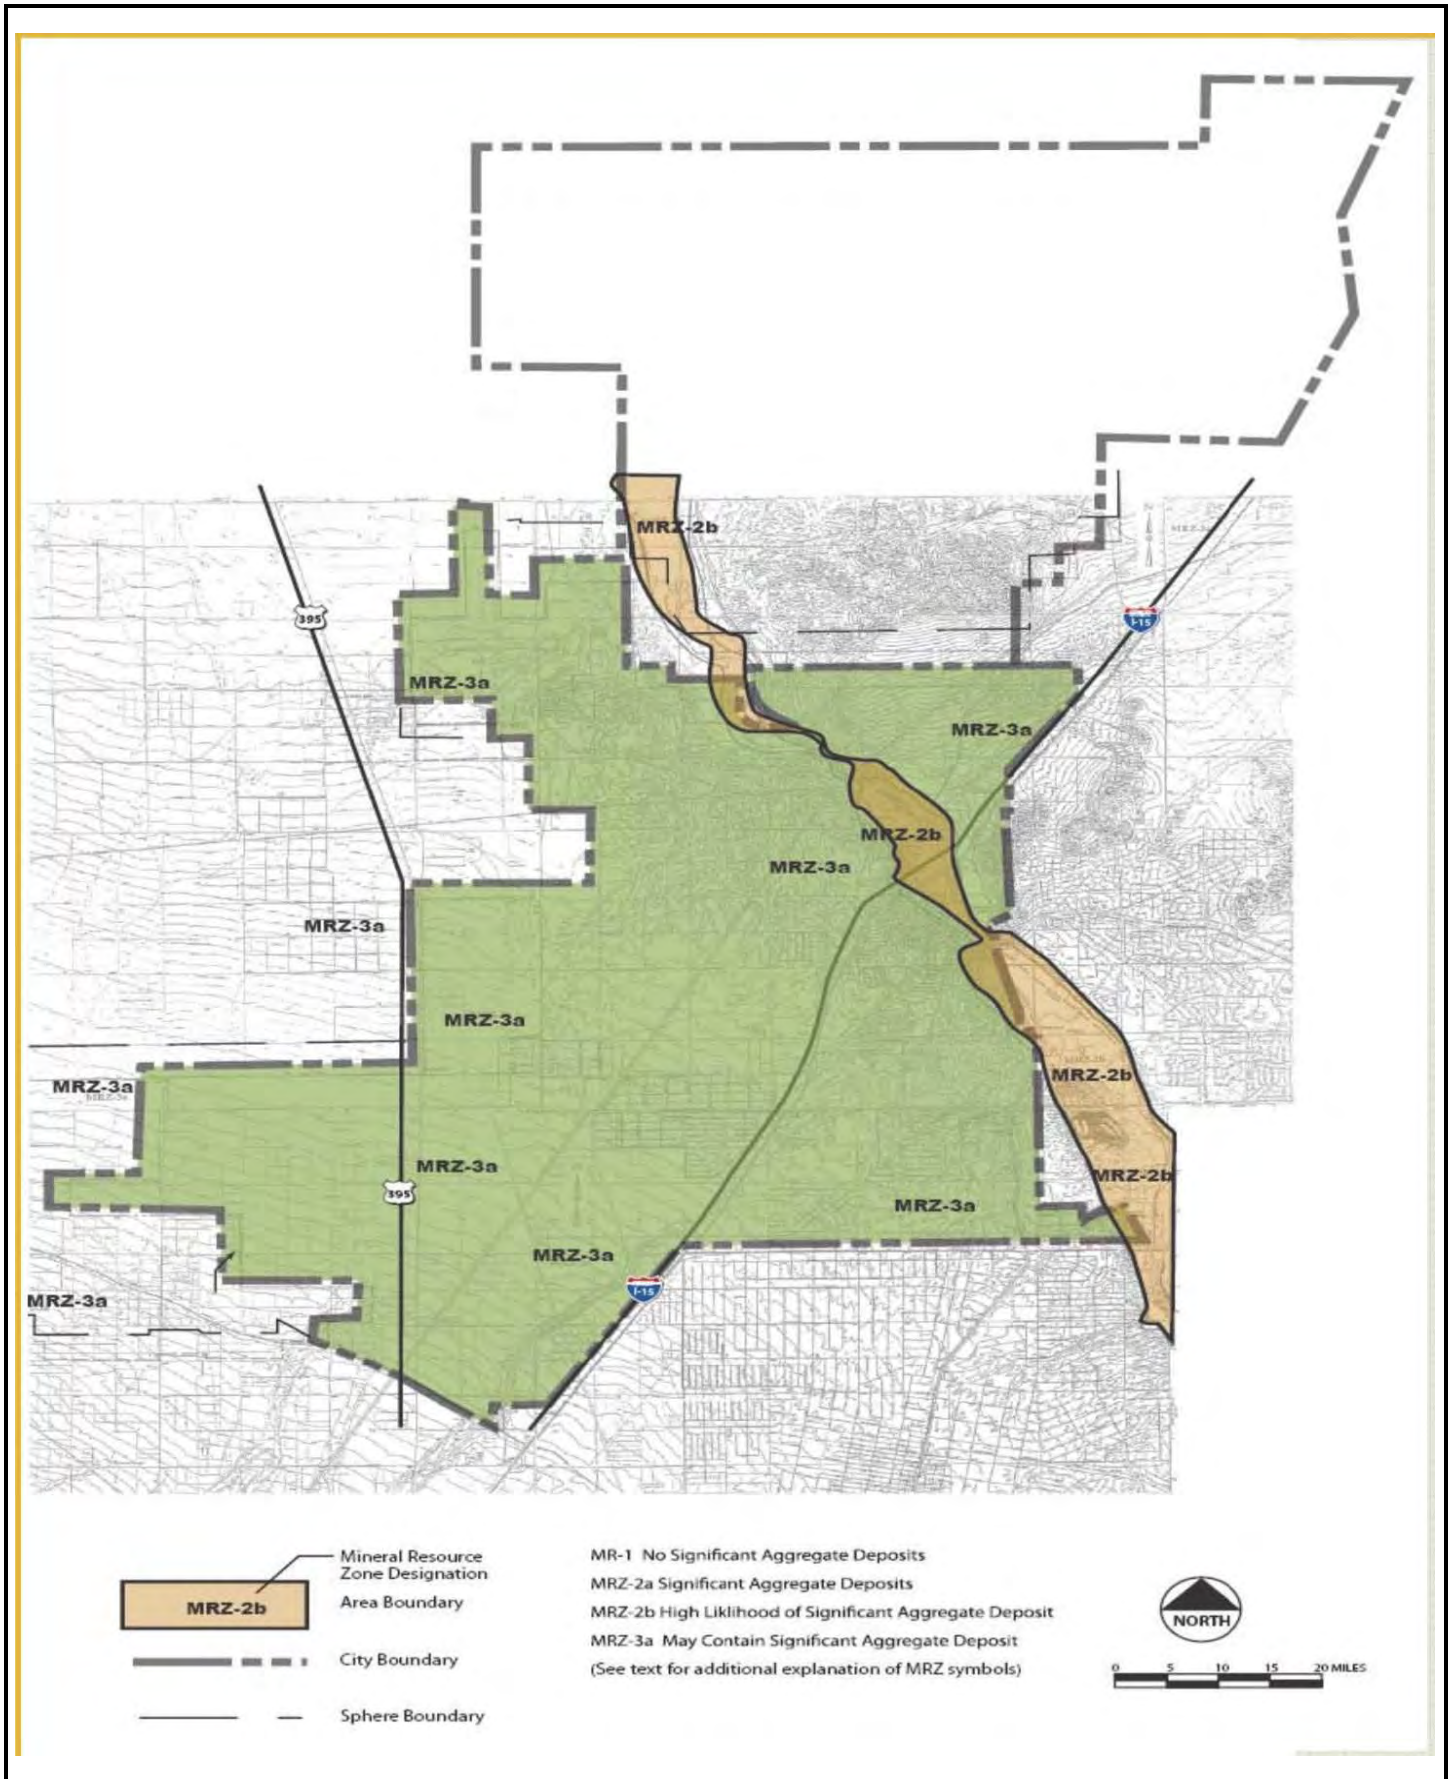 MRZ-2b
395
I-15
MRZ-3a
MRZ-3a
MRZ-2b
MRZ-3a
MRZ-3a
MRZ-3a
MRZ-2b
MRZ-3a
MRZ-3a
MRZ-2b
395
MRZ-3a
MRZ-3a
I-15
MRZ-3a
Mineral Resource
Zone Designation
MRZ-2b
Area Boundary
City Boundary
Sphere Boundary
MR-1 No Significant Aggregate Deposits
MRZ-2a Significant Aggregate Deposits
MRZ-2b High Liklihood of Significant Aggregate Deposit
MRZ-3a May Contain Significant Aggregate Deposit
(See text for additional explanation of MRZ symbols)
NORTH
0 5 10 15 20 MILES